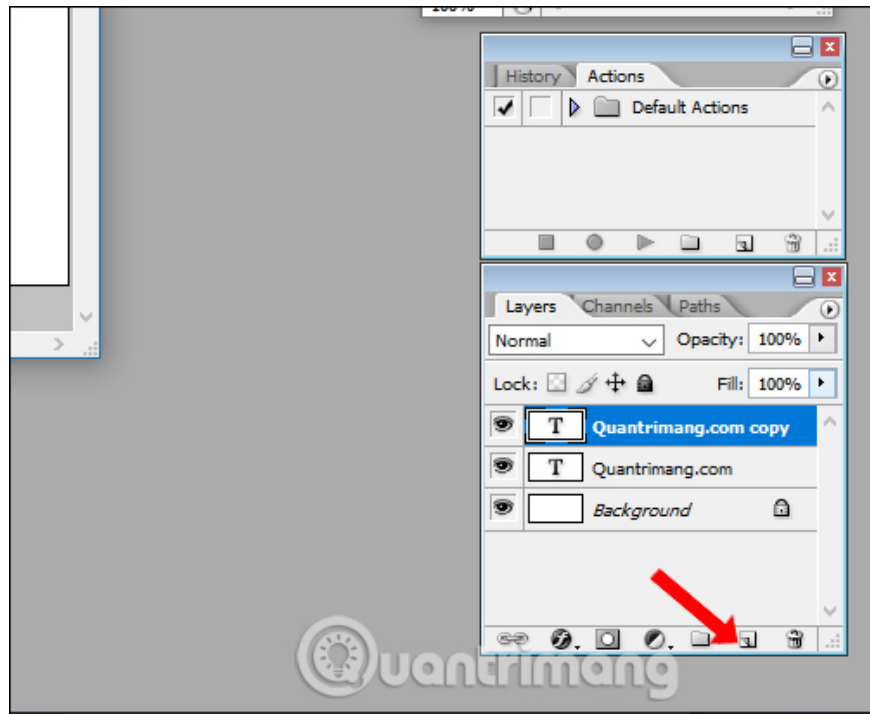 100%
History Actions
Default Actions
Layers Channels Paths
Normal Opacity: 100%
Lock: Fill: 100%
T Quantrimang.com copy
T Quantrimang.com
Background
Quantrimang